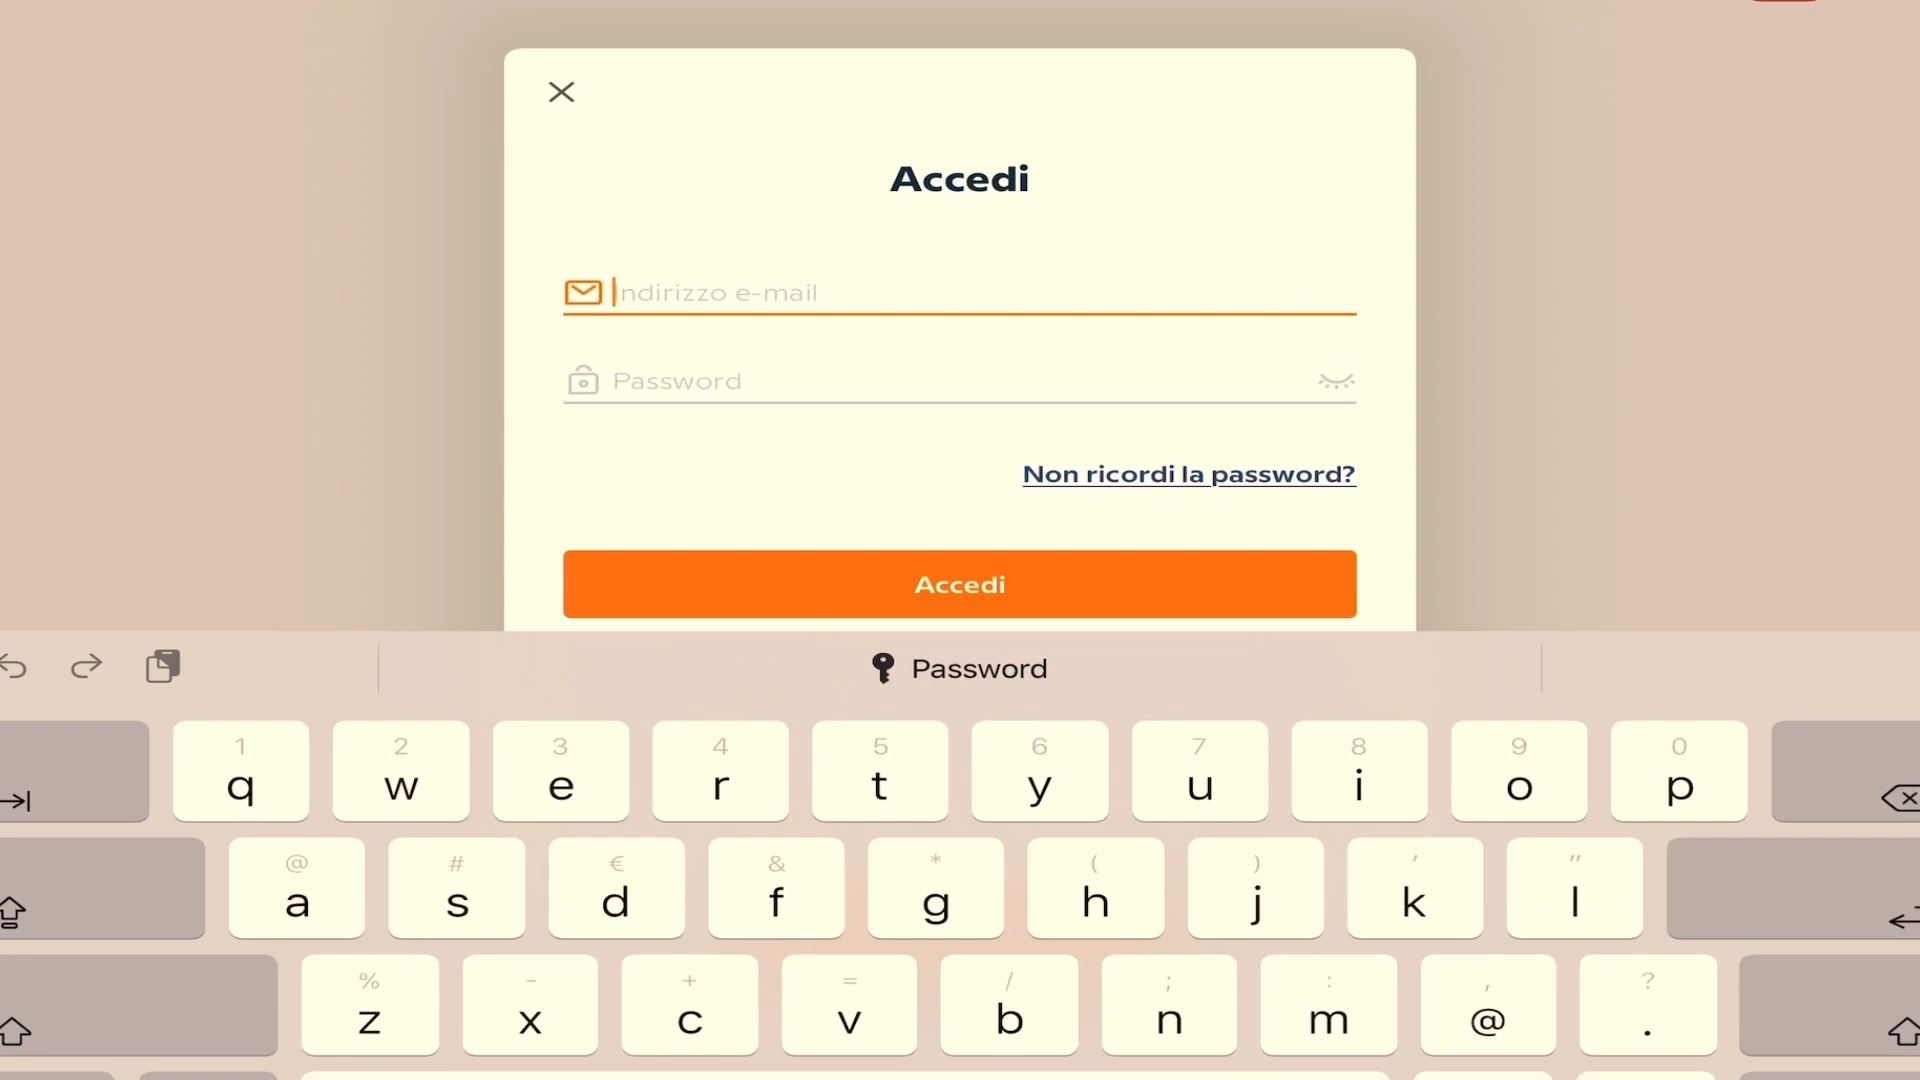 Accedi
Indirizzo e-mail
Password
Non ricordi la password?
Accedi
Password
1 2 3 4 5 6 7 8 9 0
q w e r t y u i o p
@ # € & * ( ) ' "
a s d f g h j k l
% - + = / ; : , ?
z x c v b n m @ .